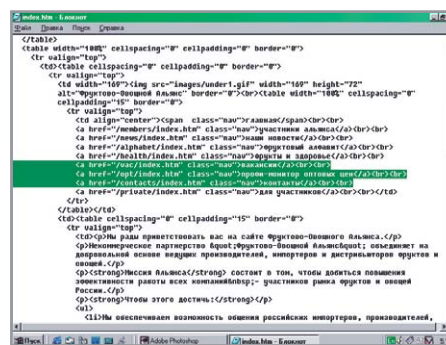 index.htm - Блокнот
Файл Правка Поиск Справка
</table>
<table width="100%" cellspacing="0" cellpadding="0" border="0">
<tr valign="top">
<td><table cellspacing="0" cellpadding="0" border="0">
<tr valign="top">
<td width="169"><img src="images/under1.gif" width="169" height="72"
alt="Фруктово-Овощной Альянс" border="0"><br><table width="100%" cellspacing="0"
cellpadding="15" border="0">
<tr valign="top">
<td align="center"><span class="nav">главная</span><br><br>
<a href="/members/index.htm" class="nav">участники альянса</a><br><br>
<a href="/news/index.htm" class="nav">наши новости</a><br><br>
<a href="/alphabet/index.htm" class="nav">фруктовый алфавит</a><br><br>
<a href="/health/index.htm" class="nav">фрукты и здоровье</a><br><br>
<a href="/vac/index.htm" class="nav">вакансии</a><br><br>
<a href="/opt/index.htm" class="nav">прайм-монитор оптовых цен</a><br><br>
<a href="/contacts/index.htm" class="nav">контакты</a><br><br>
<a href="/private/index.htm" class="nav">для участников</a><br><br></td>
</tr>
</table></td>
<td><table cellspacing="0" cellpadding="15" border="0">
<tr valign="top">
<td><p>Мы рады приветствовать вас на сайте Фруктово-Овощного Альянса.</p>
<p>Некоммерческое партнерство &quot;Фруктово-Овощной Альянс&quot; объединяет на
добровольной основе ведущих производителей, импортеров и дистрибьюторов фруктов и
овощей.</p>
<p><strong>Миссия Альянса</strong> состоит в том, чтобы добиться повышения
эффективности работы всех компаний&nbsp;- участников рынка фруктов и овощей
России.</p>
<p><strong>Чтобы этого достичь:</strong></p>
<ul>
<li>Мы обеспечиваем возможность общения российских импортеров, производителей,
Пуск Adobe Photoshop index.htm - Блокнот